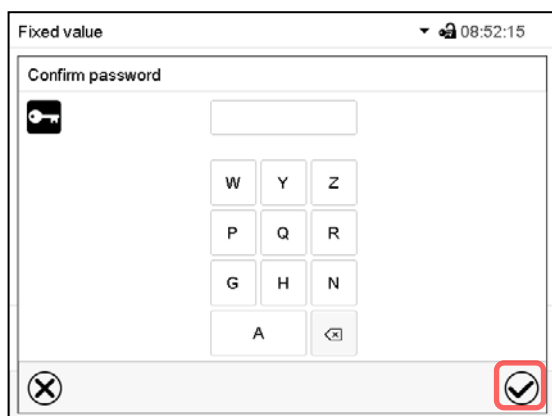 Fixed value 08:52:15
Confirm password
W Y Z
P Q R
G H N
A